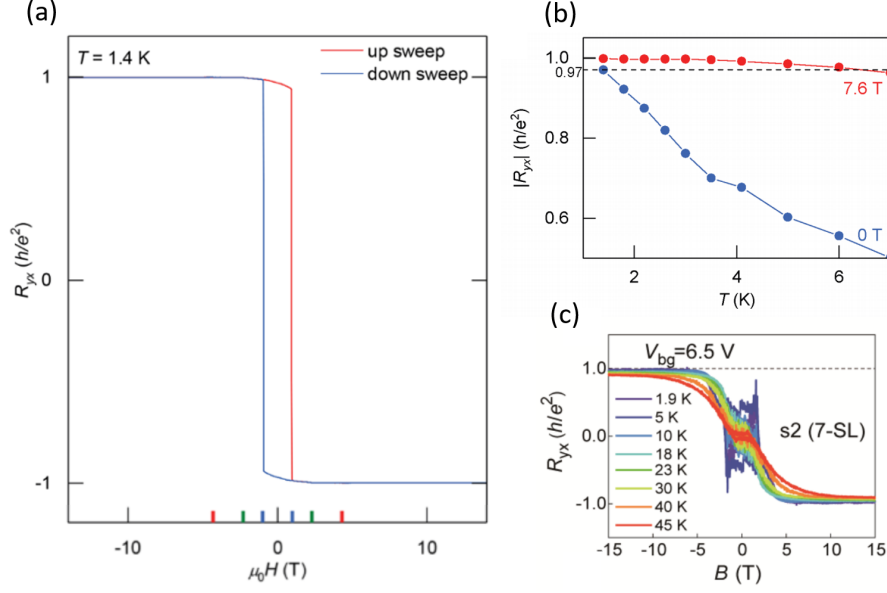 (a)
T = 1.4 K
up sweep
down sweep
1
0
-1
R_yx (h/e²)
-10
0
10
μ₀H (T)
(b)
1.0
0.97
0.8
0.6
|R_yx| (h/e²)
7.6 T
0 T
2
4
6
T (K)
(c)
V_bg=6.5 V
1.0
0.0
-1.0
R_yx (h/e²)
1.9 K
5 K
10 K
18 K
23 K
30 K
40 K
45 K
s2 (7-SL)
-15
-10
-5
0
5
10
15
B (T)